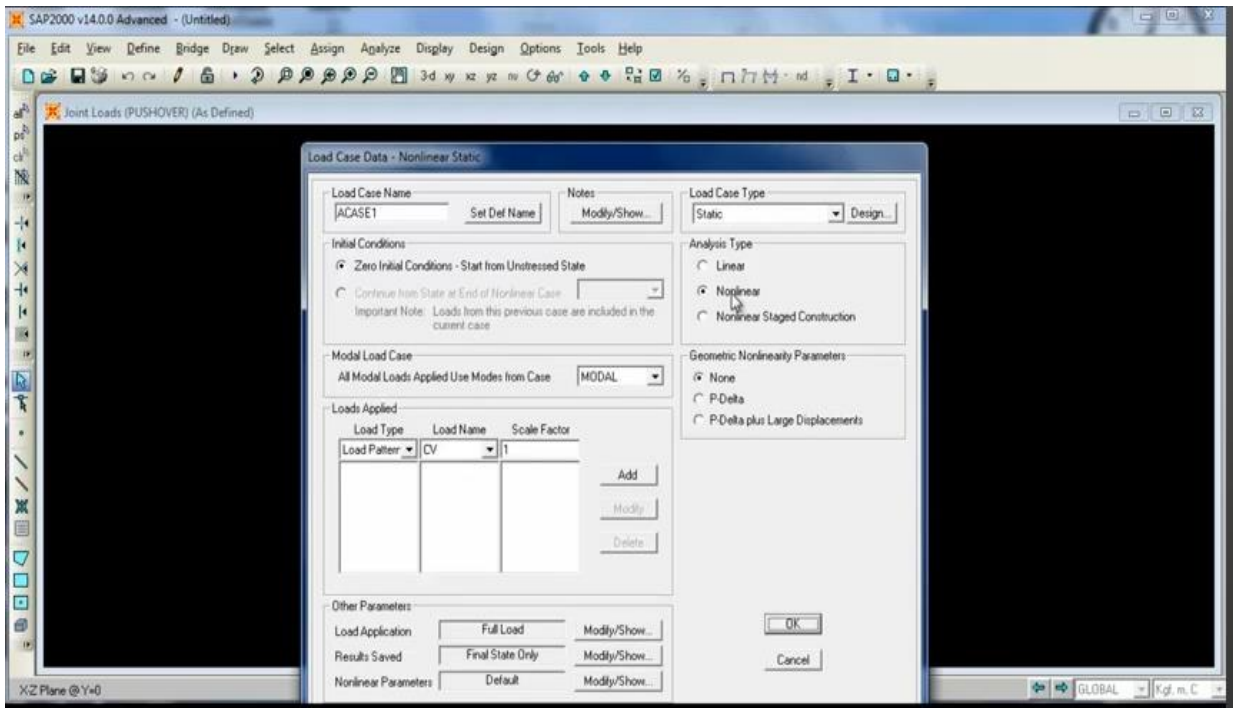 SAP2000 v14.0.0 Advanced - (Untitled)
File Edit View Define Bridge Draw Select Assign Analyze Display Design Options Tools Help
3-d xy xz yz nv
nd
Joint Loads (PUSHOVER) (As Defined)
Load Case Data - Nonlinear Static
Load Case Name
ACASE1 Set Def Name
Notes
Modify/Show...
Load Case Type
Static Design...
Initial Conditions
Zero Initial Conditions - Start from Unstressed State
Continue from State at End of Nonlinear Case
Important Note: Loads from this previous case are included in the
current case
Analysis Type
Linear
Nonlinear
Nonlinear Staged Construction
Modal Load Case
All Modal Loads Applied Use Modes from Case MODAL
Geometric Nonlinearity Parameters
None
P-Delta
P-Delta plus Large Displacements
Loads Applied
Load Type Load Name Scale Factor
Load Pattern CV 1
Add
Modify
Delete
Other Parameters
Load Application Full Load Modify/Show...
Results Saved Final State Only Modify/Show...
Nonlinear Parameters Default Modify/Show...
OK
Cancel
X-Z Plane @ Y=0
GLOBAL Kgf, m, C